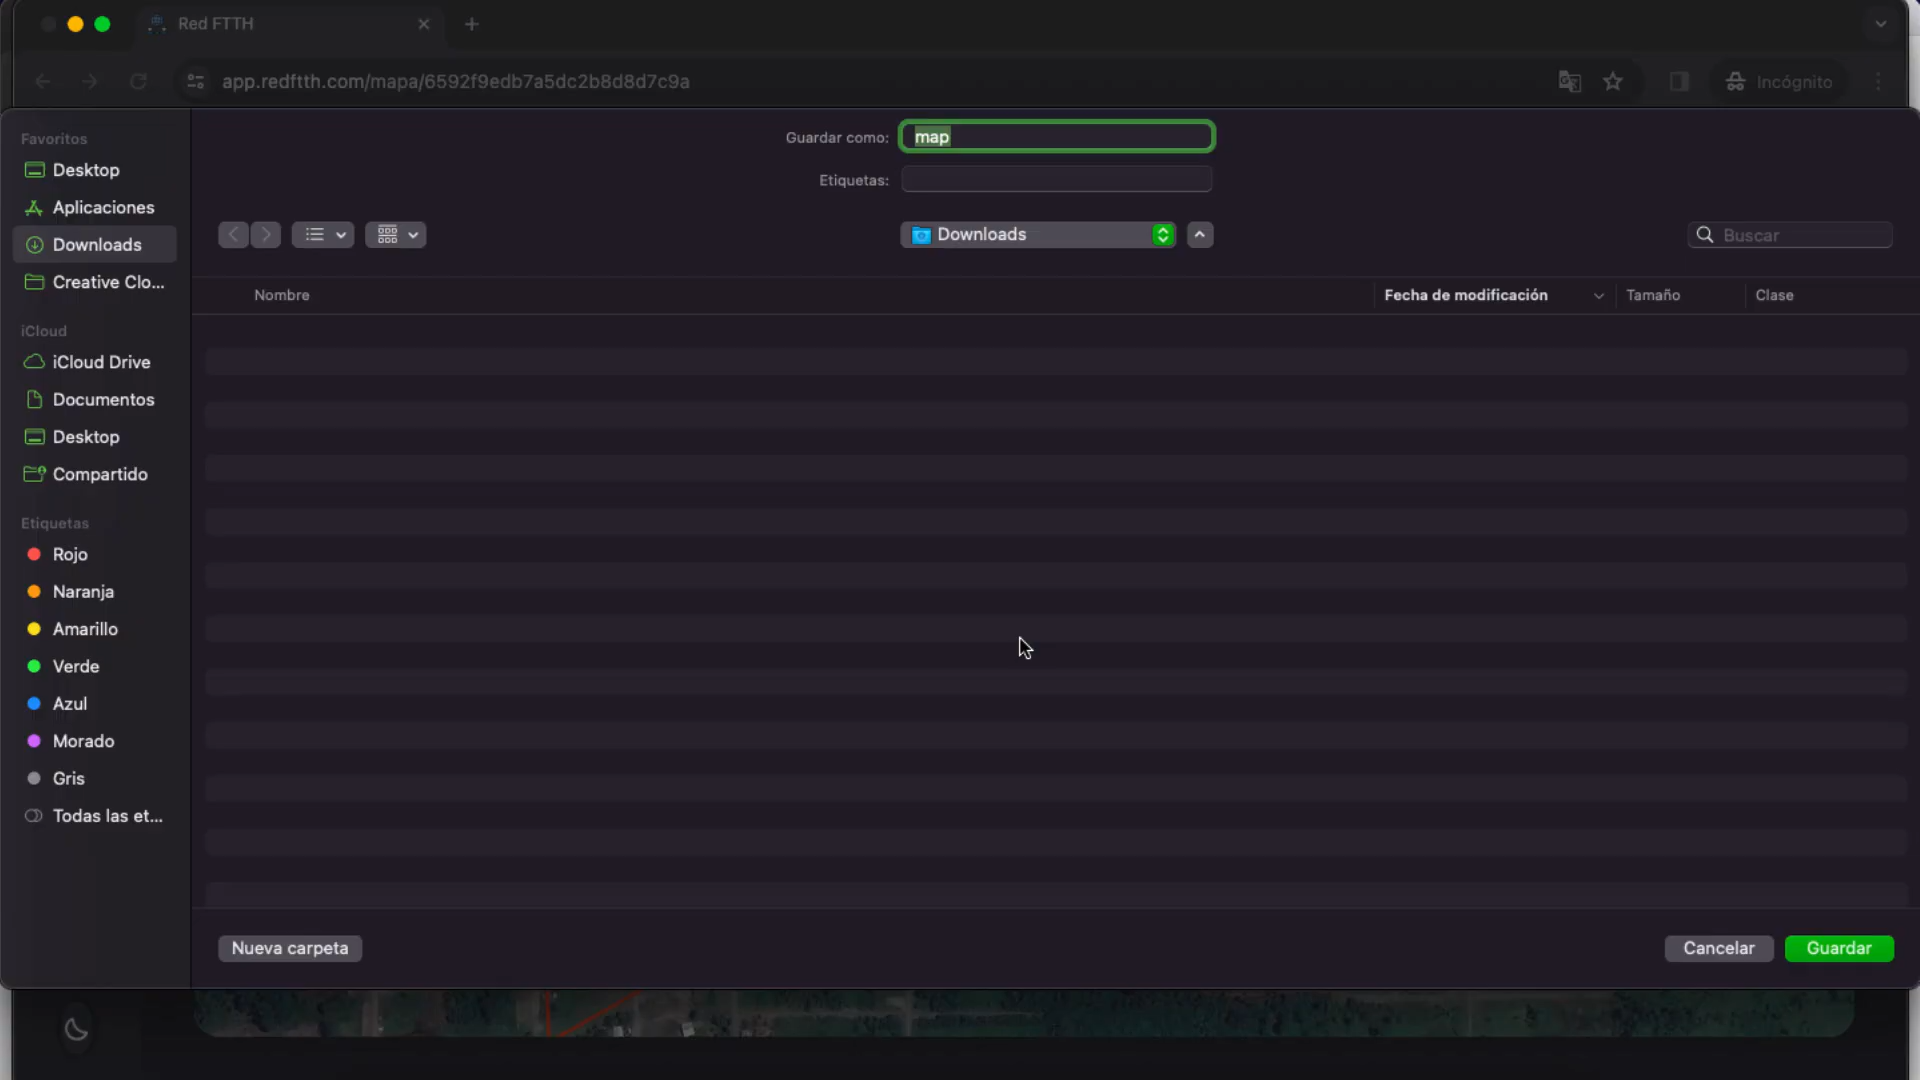 Red FTTH
app.redftth.com/mapa/6592f9edb7a5dc2b8d8d7c9a
Incógnito
Favoritos
Desktop
Aplicaciones
Downloads
Creative Clo...
iCloud
iCloud Drive
Documentos
Desktop
Compartido
Etiquetas
Rojo
Naranja
Amarillo
Verde
Azul
Morado
Gris
Todas las et...
Guardar como: map
Etiquetas:
Downloads
Buscar
Nombre Fecha de modificación Tamaño Clase
Nueva carpeta
Cancelar Guardar